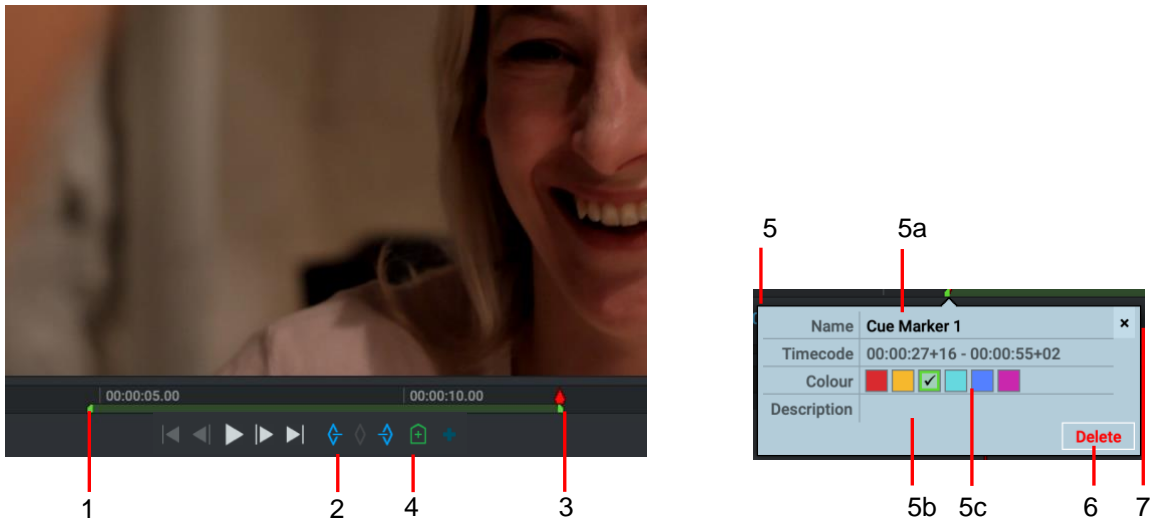 5 5a
Name Cue Marker 1 ×
00:00:05.00 00:00:10.00
Timecode 00:00:27+16 - 00:00:55+02
Colour
Description
Delete
1 2 4 3 5b 5c 6 7